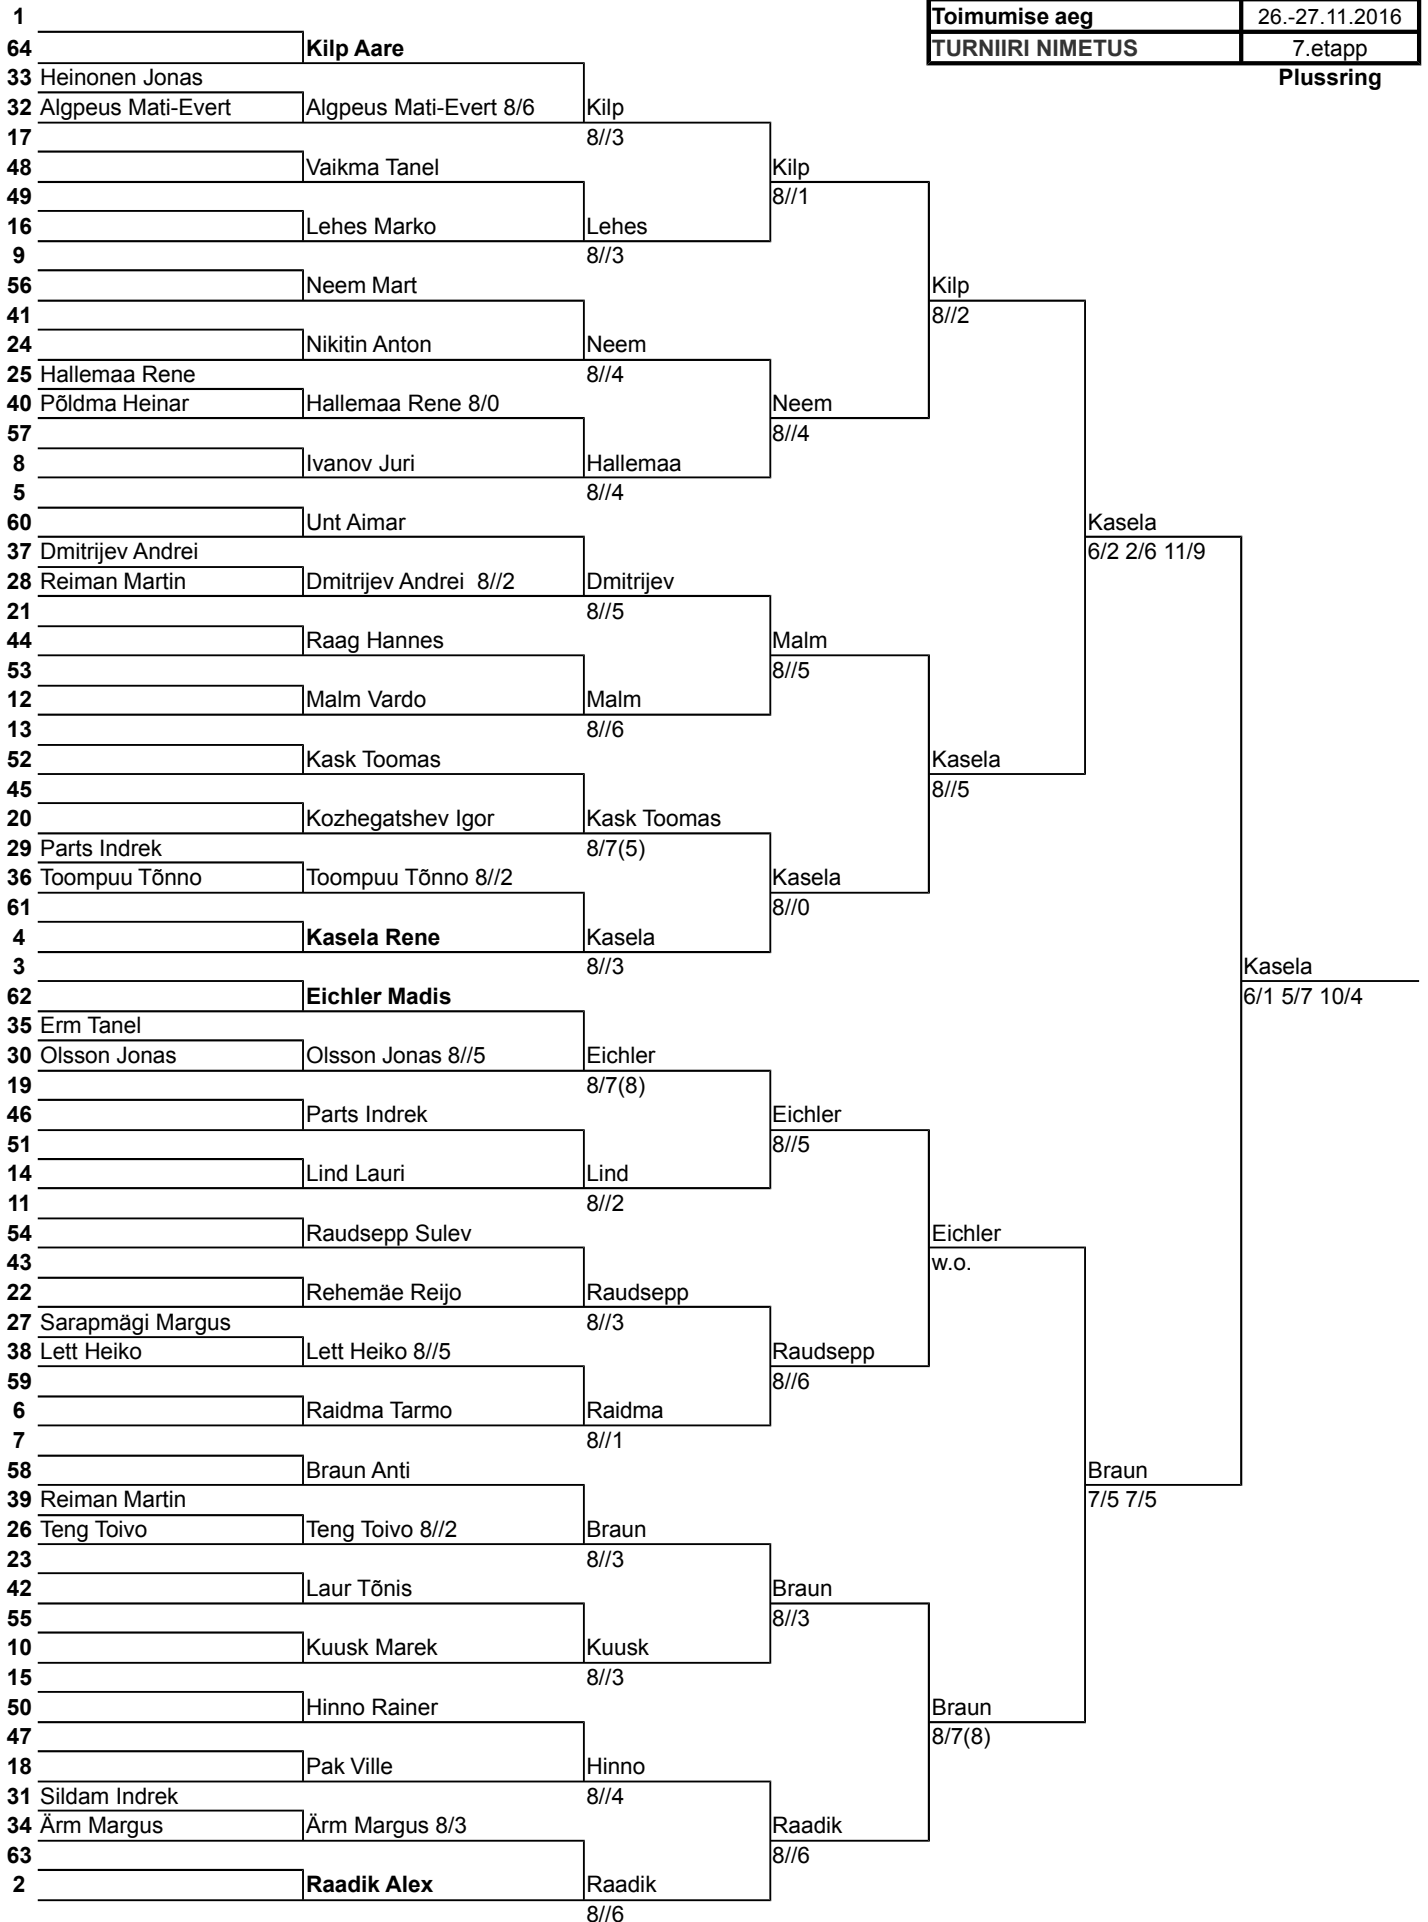 1 Toimumise aeg 26.-27.11.2016
64 Kilp Aare TURNIIRI NIMETUS 7.etapp
33 Heinonen Jonas Plussring
32 Algpeus Mati-Evert Algpeus Mati-Evert 8/6 Kilp
17 8//3
48 Vaikma Tanel Kilp
49 8//1
16 Lehes Marko Lehes
9 8//3
56 Neem Mart Kilp
41 8//2
24 Nikitin Anton Neem
25 Hallemaa Rene 8//4
40 Põldma Heinar Hallemaa Rene 8/0 Neem
57 8//4
8 Ivanov Juri Hallemaa
5 8//4
60 Unt Aimar Kasela
37 Dmitrijev Andrei 6/2 2/6 11/9
28 Reiman Martin Dmitrijev Andrei 8//2 Dmitrijev
21 8//5
44 Raag Hannes Malm
53 8//5
12 Malm Vardo Malm
13 8//6
52 Kask Toomas Kasela
45 8//5
20 Kozhegatshev Igor Kask Toomas
29 Parts Indrek 8/7(5)
36 Toompuu Tõnno Toompuu Tõnno 8//2 Kasela
61 8//0
4 Kasela Rene Kasela
3 8//3 Kasela
62 Eichler Madis 6/1 5/7 10/4
35 Erm Tanel
30 Olsson Jonas Olsson Jonas 8//5 Eichler
19 8/7(8)
46 Parts Indrek Eichler
51 8//5
14 Lind Lauri Lind
11 8//2
54 Raudsepp Sulev Eichler
43 w.o.
22 Rehemäe Reijo Raudsepp
27 Sarapmägi Margus 8//3
38 Lett Heiko Lett Heiko 8//5 Raudsepp
59 8//6
6 Raidma Tarmo Raidma
7 8//1
58 Braun Anti Braun
39 Reiman Martin 7/5 7/5
26 Teng Toivo Teng Toivo 8//2 Braun
23 8//3
42 Laur Tõnis Braun
55 8//3
10 Kuusk Marek Kuusk
15 8//3
50 Hinno Rainer Braun
47 8/7(8)
18 Pak Ville Hinno
31 Sildam Indrek 8//4
34 Ärm Margus Ärm Margus 8/3 Raadik
63 8//6
2 Raadik Alex Raadik
8//6